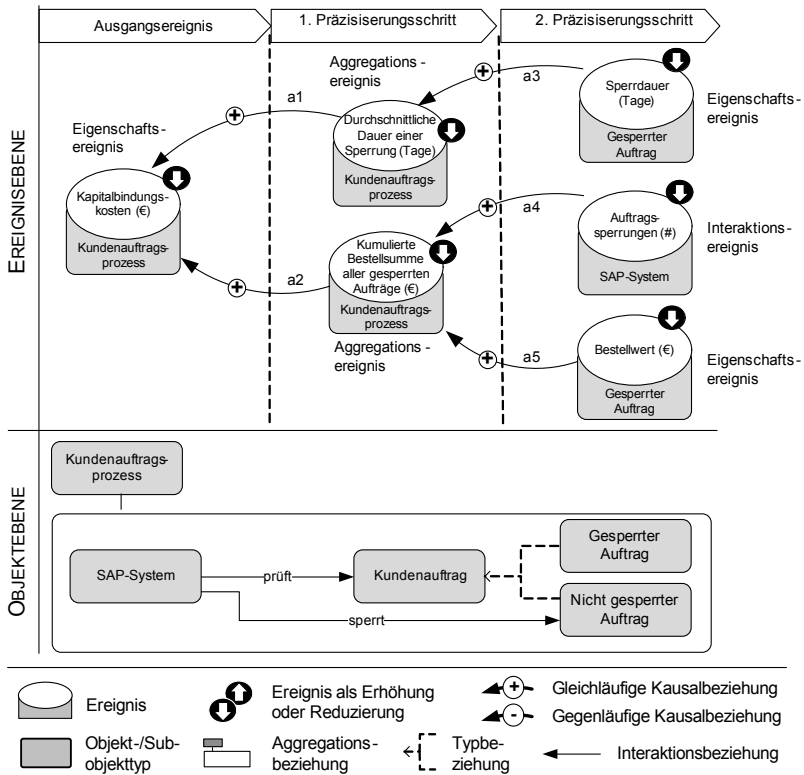 Ausgangsereignis
1. Präzisiserungsschritt
2. Präzisiserungsschritt
EREIGNISEBENE
Eigenschafts-
ereignis
Kapitalbindungs-
kosten (€)
Kundenauftrags-
prozess
a1
a2
Aggregations -
ereignis
Durchschnittliche
Dauer einer
Sperrung (Tage)
Kundenauftrags-
prozess
Kumulierte
Bestellsumme
aller gesperrten
Aufträge (€)
Kundenauftrags-
prozess
Aggregations -
ereignis
a3
a4
a5
Sperrdauer
(Tage)
Gesperrter
Auftrag
Eigenschafts-
ereignis
Auftrags-
sperrungen (#)
SAP-System
Interaktions-
ereignis
Bestellwert (€)
Gesperrter
Auftrag
Eigenschafts-
ereignis
+
+
+
+
+
OBJEKTEBENE
Kundenauftrags-
prozess
SAP-System
prüft
Kundenauftrag
sperrt
Gesperrter
Auftrag
Nicht gesperrter
Auftrag
Ereignis
Ereignis als Erhöhung
oder Reduzierung
+
Gleichläufige Kausalbeziehung
-
Gegenläufige Kausalbeziehung
Objekt-/Sub-
objekttyp
Aggregations-
beziehung
Typbe-
ziehung
Interaktionsbeziehung